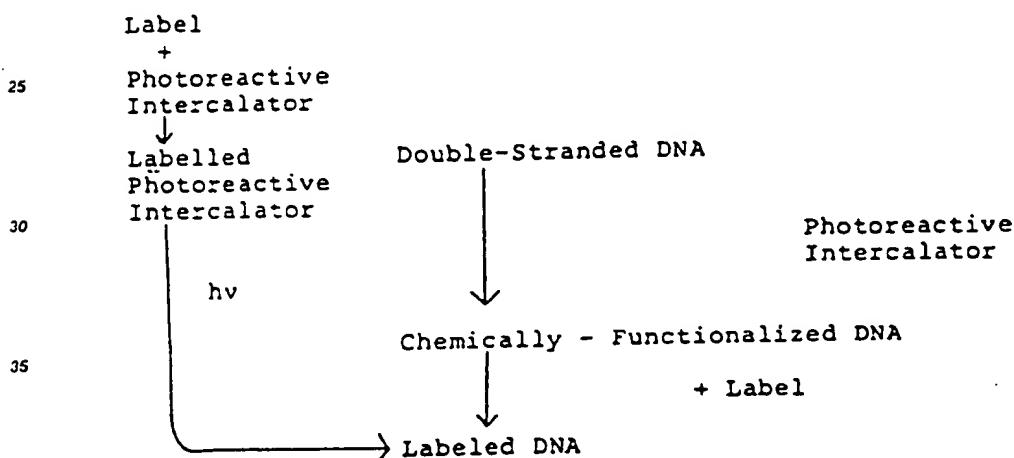 Label
+
25
Photoreactive
Intercalator
Labelled
Photoreactive
Intercalator
Double-Stranded DNA
30
Photoreactive
Intercalator
hν
Chemically - Functionalized DNA
35
+ Label
Labeled DNA